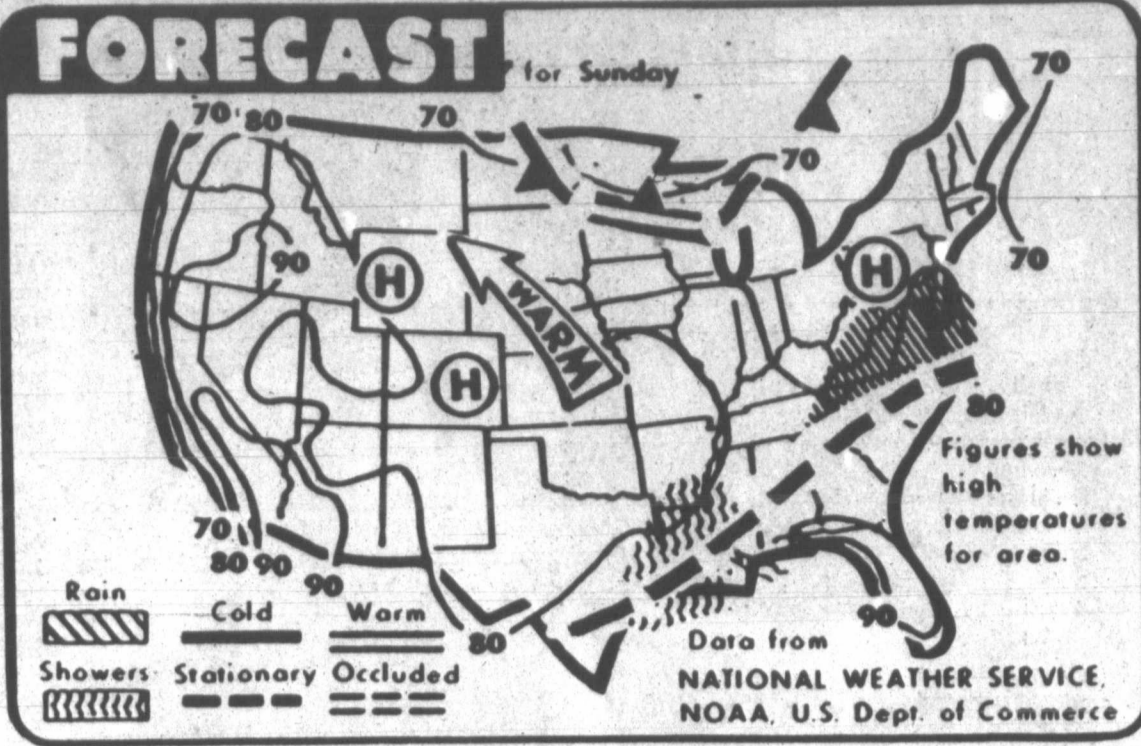 FORECAST for Sunday
70
70 80
70
70
90
H
H
70
WARM
H
80
Figures show
high
temperatures
for area.
70
80 90
90
90
80
Rain
Cold
Warm
Data from
Showers
Stationary
Occluded
NATIONAL WEATHER SERVICE,
NOAA, U.S. Dept. of Commerce